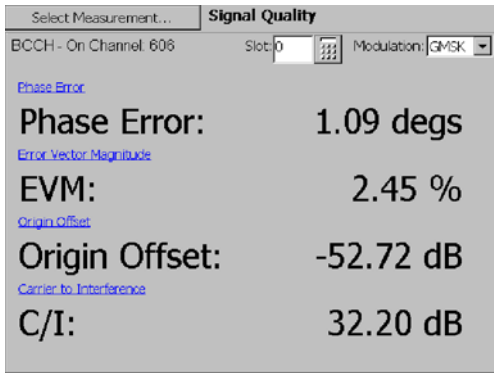 Select Measurement... Signal Quality
BCCH - On Channel: 606 Slot: 0 Modulation: GMSK
Phase Error
Phase Error: 1.09 degs
Error Vector Magnitude
EVM: 2.45 %
Origin Offset
Origin Offset: -52.72 dB
Carrier to Interference
C/I: 32.20 dB